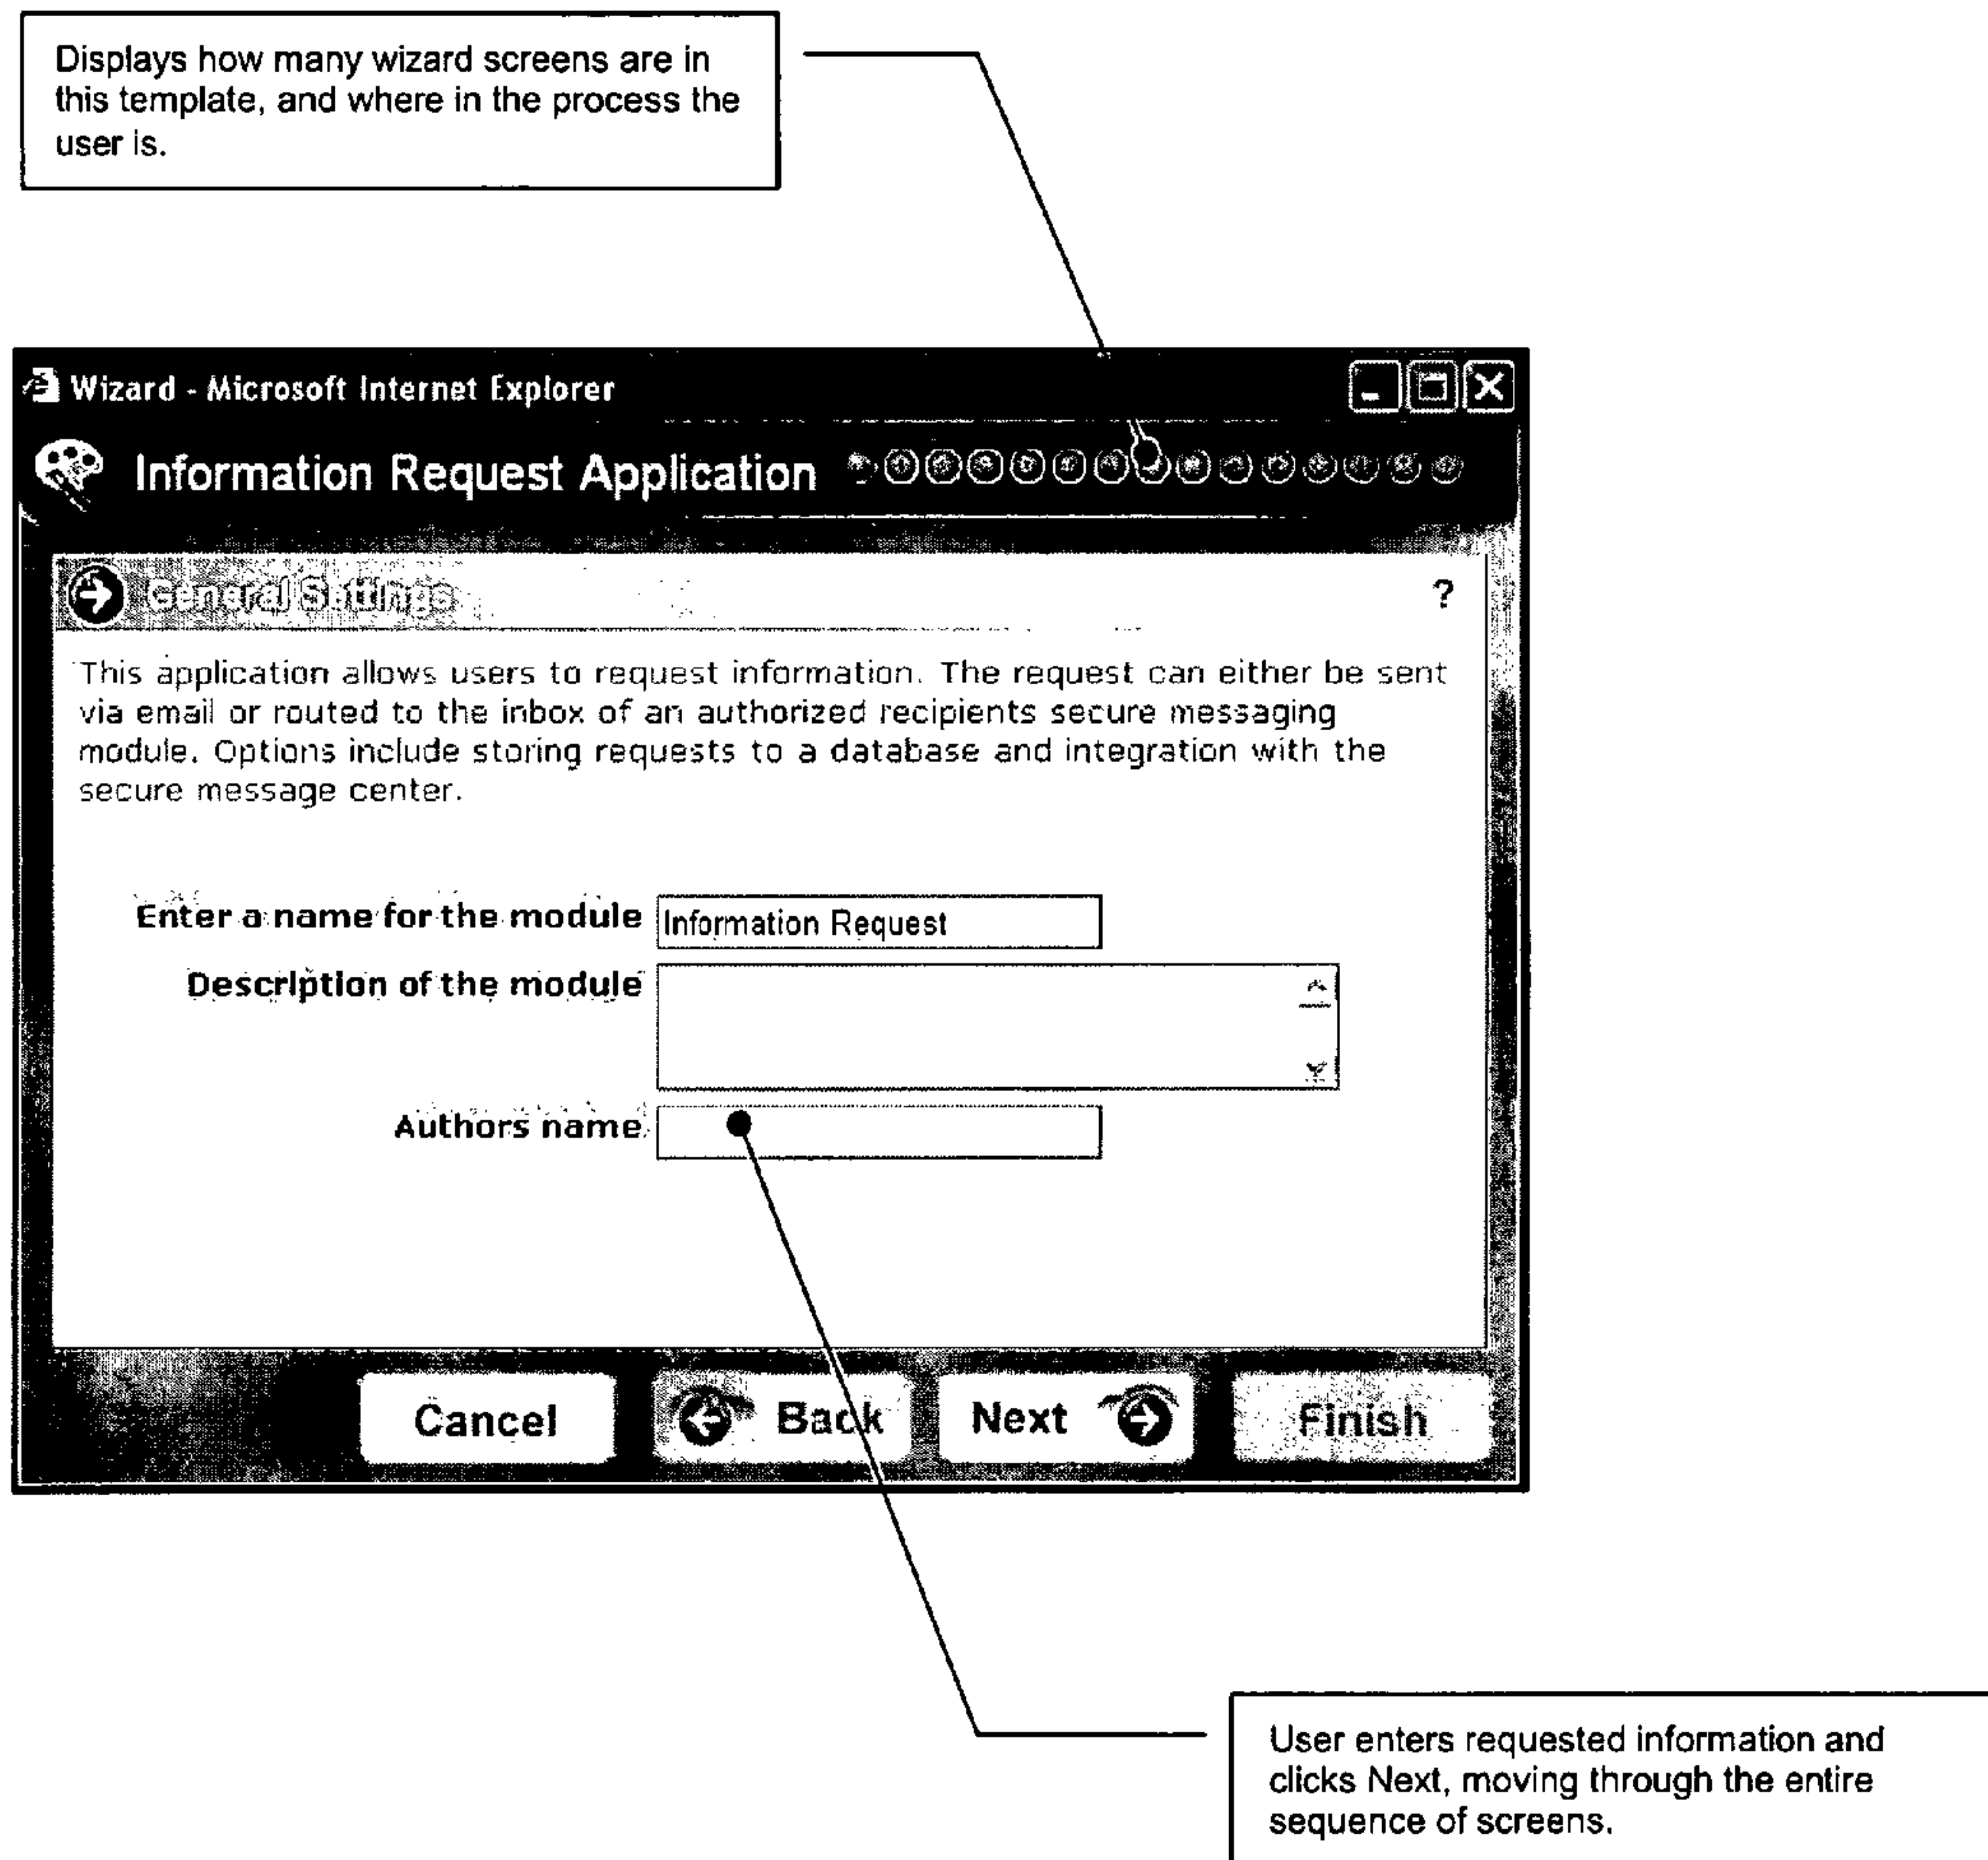 Displays how many wizard screens are in
this template, and where in the process the
user is.
Wizard - Microsoft Internet Explorer
Information Request Application
General Settings
?
This application allows users to request information. The request can either be sent
via email or routed to the inbox of an authorized recipients secure messaging
module. Options include storing requests to a database and integration with the
secure message center.
Enter a name for the module
Information Request
Description of the module
Authors name
Cancel
Back
Next
Finish
User enters requested information and
clicks Next, moving through the entire
sequence of screens.